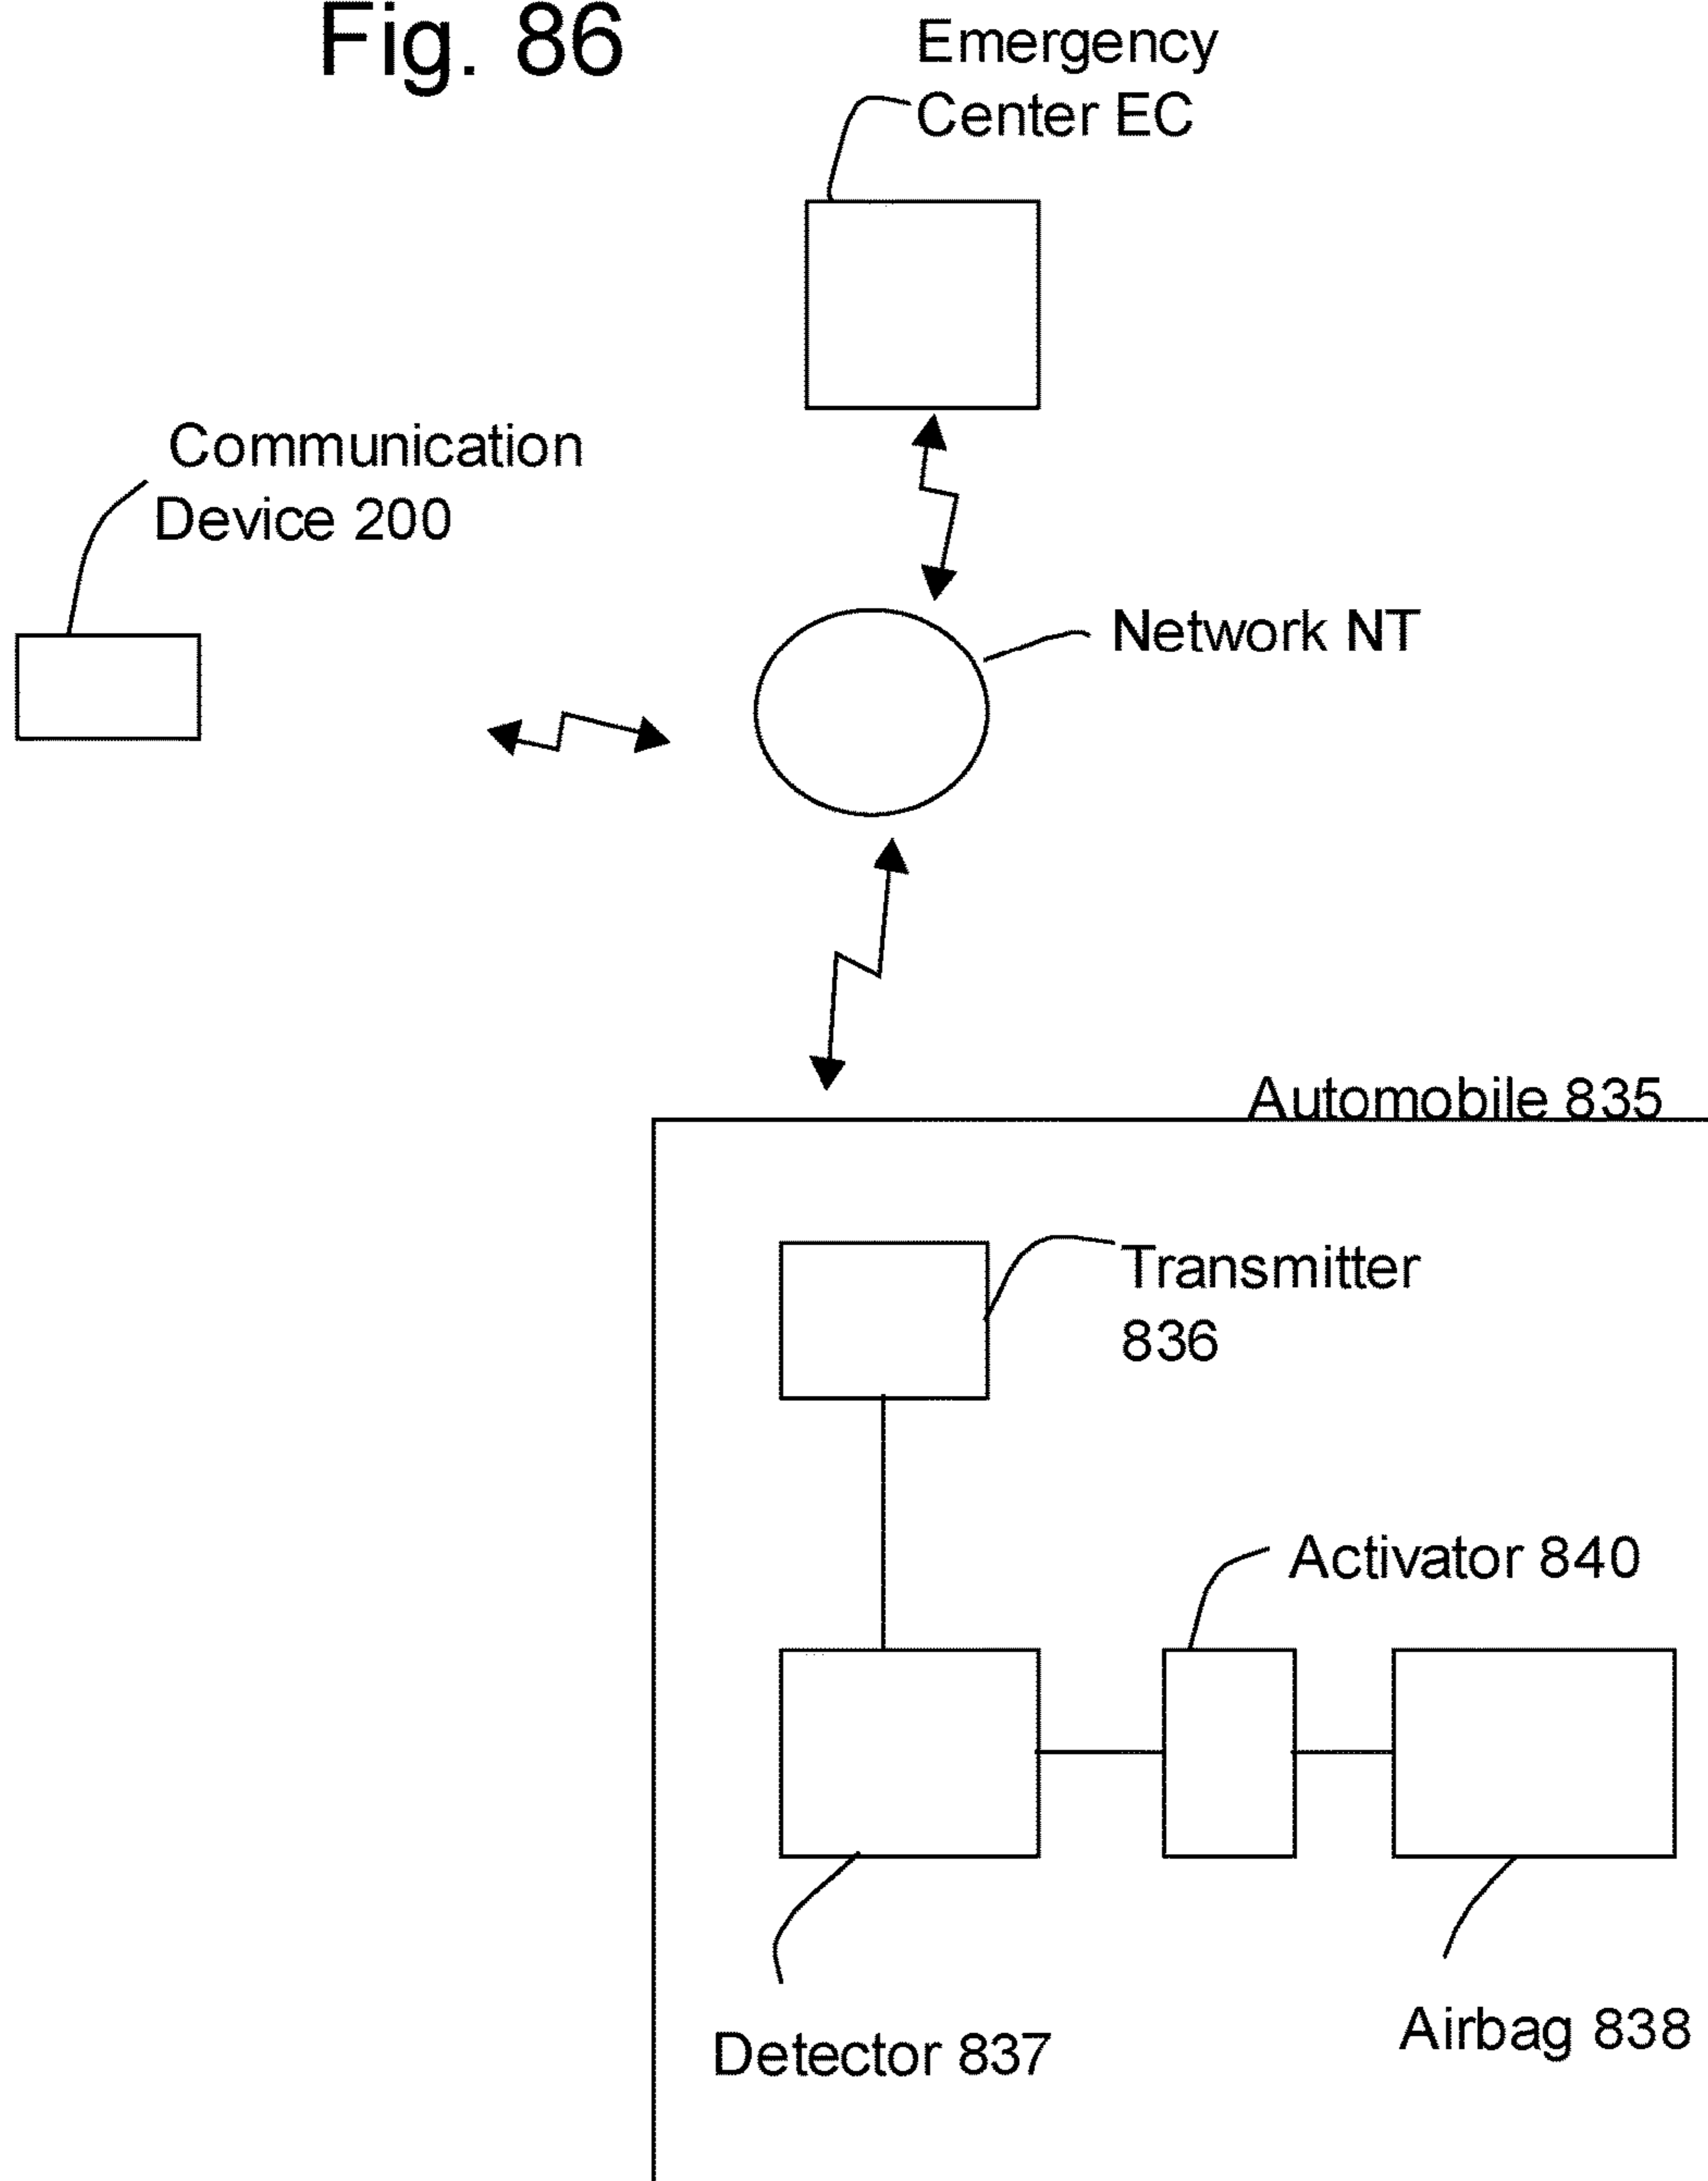 Fig. 86
Emergency
Center EC
Communication
Device 200
Network NT
Automobile 835
Transmitter
836
Activator 840
Detector 837
Airbag 838